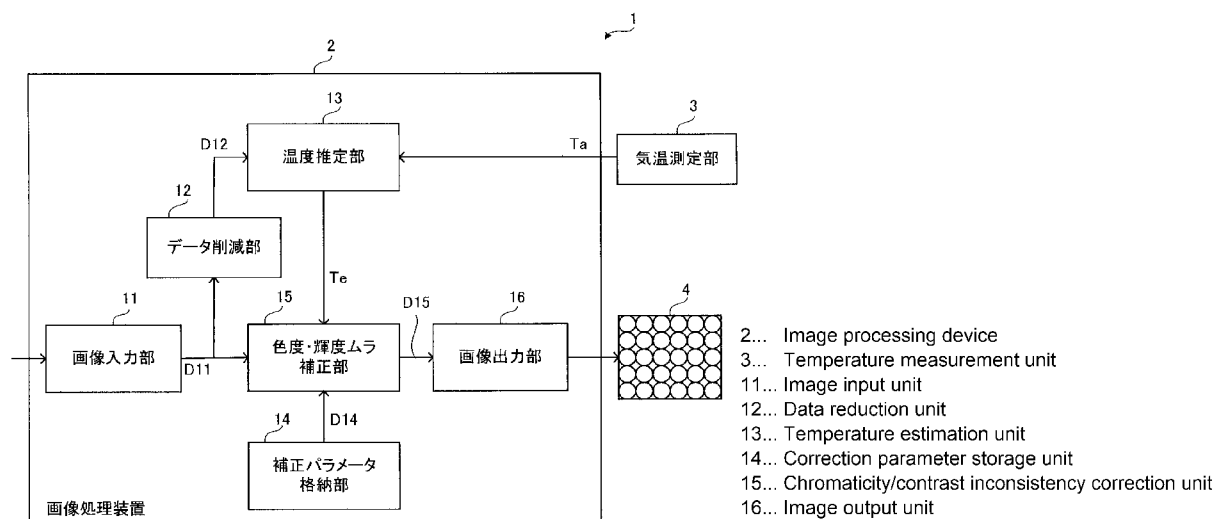 1
2
13
3
D12
温度推定部
Ta
気温測定部
12
データ削減部
Te
11
15
D15
16
4
画像入力部
D11
色度・輝度ムラ
補正部
画像出力部
14
D14
補正パラメータ
格納部
画像処理装置
2... Image processing device
3... Temperature measurement unit
11... Image input unit
12... Data reduction unit
13... Temperature estimation unit
14... Correction parameter storage unit
15... Chromaticity/contrast inconsistency correction unit
16... Image output unit